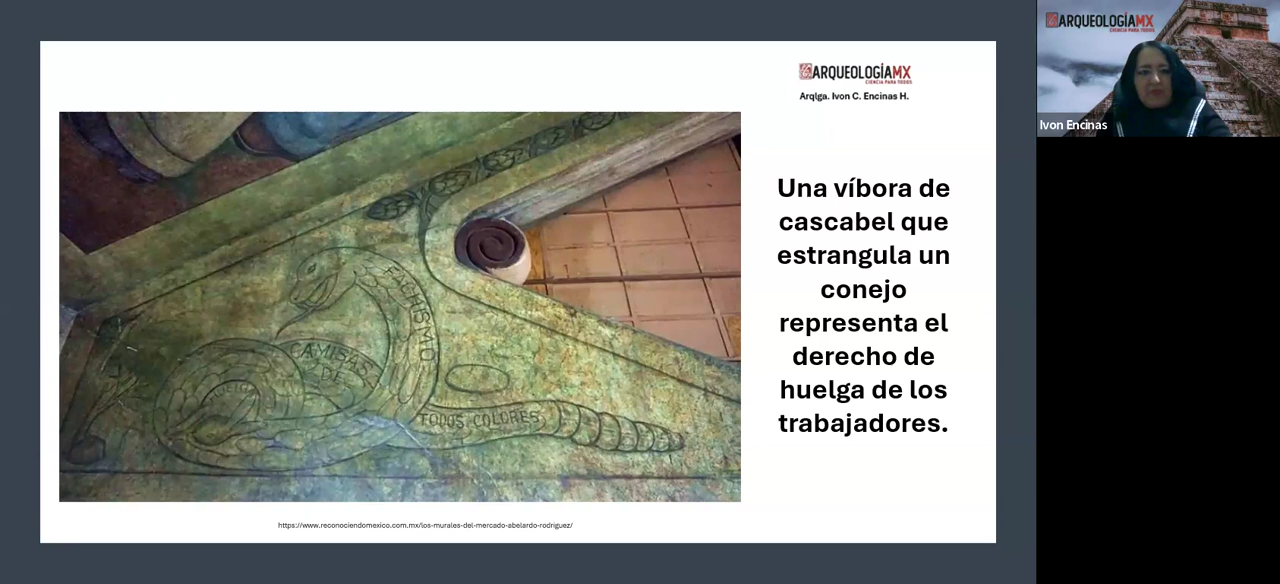 ARQUEOLOGÍAMX
CIENCIA PARA TODOS
Arqlga. Ivon C. Encinas H.
Una víbora de
cascabel que
estrangula un
conejo
representa el
derecho de
huelga de los
trabajadores.
FACHISMO
CAMISAS
DE
TODOS COLORES
https://www.reconociendomexico.com.mx/los-murales-del-mercado-abelardo-rodriguez/
ARQUEOLOGÍAMX
CIENCIA PARA TODOS
Ivon Encinas